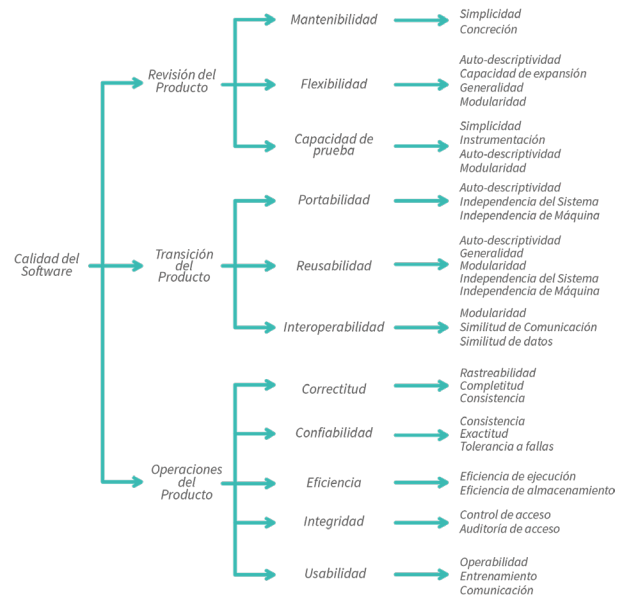 Calidad del
Software
Revisión del
Producto
Mantenibilidad
Simplicidad
Concreción
Flexibilidad
Auto-descriptividad
Capacidad de expansión
Generalidad
Modularidad
Capacidad de
prueba
Simplicidad
Instrumentación
Auto-descriptividad
Modularidad
Transición
del
Producto
Portabilidad
Auto-descriptividad
Independencia del Sistema
Independencia de Máquina
Reusabilidad
Auto-descriptividad
Generalidad
Modularidad
Independencia del Sistema
Independencia de Máquina
Interoperabilidad
Modularidad
Similitud de Comunicación
Similitud de datos
Operaciones
del
Producto
Correctitud
Rastreabilidad
Completitud
Consistencia
Confiabilidad
Consistencia
Exactitud
Tolerancia a fallas
Eficiencia
Eficiencia de ejecución
Eficiencia de almacenamiento
Integridad
Control de acceso
Auditoría de acceso
Usabilidad
Operabilidad
Entrenamiento
Comunicación